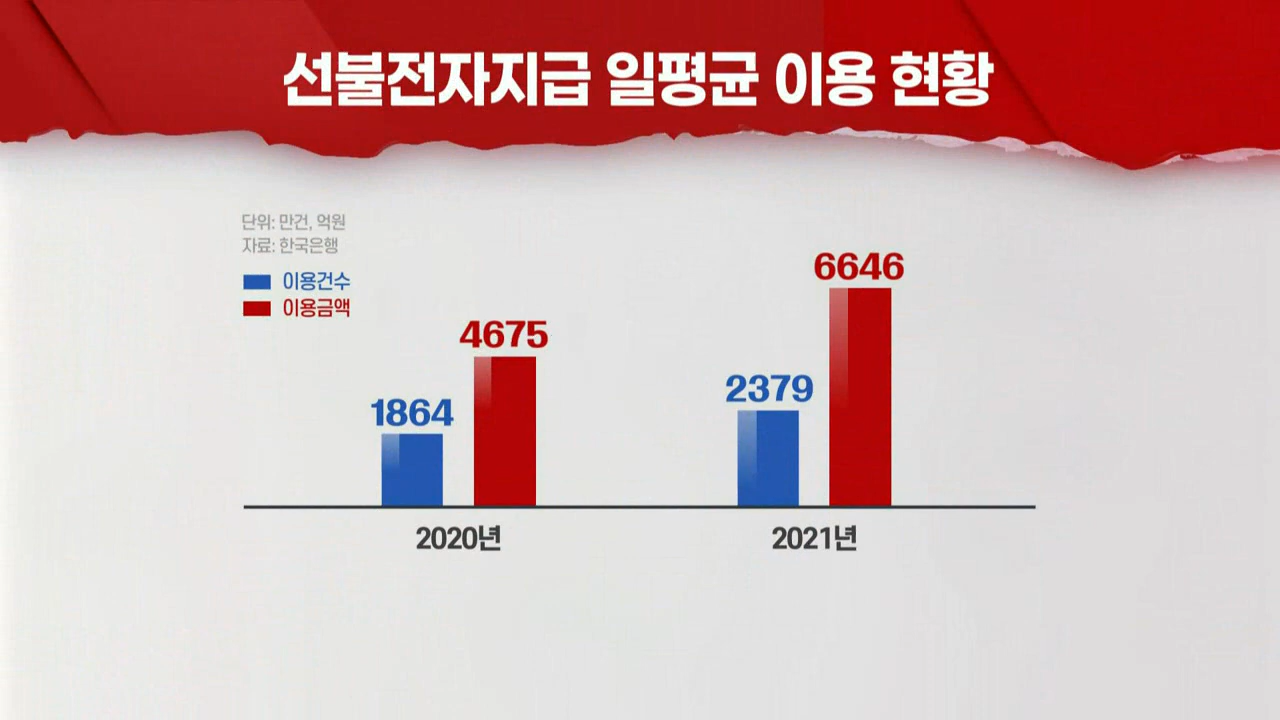 선불전자지급 일평균 이용 현황
단위: 만건, 억원
자료: 한국은행
이용건수
이용금액
1864
4675
2379
6646
2020년
2021년